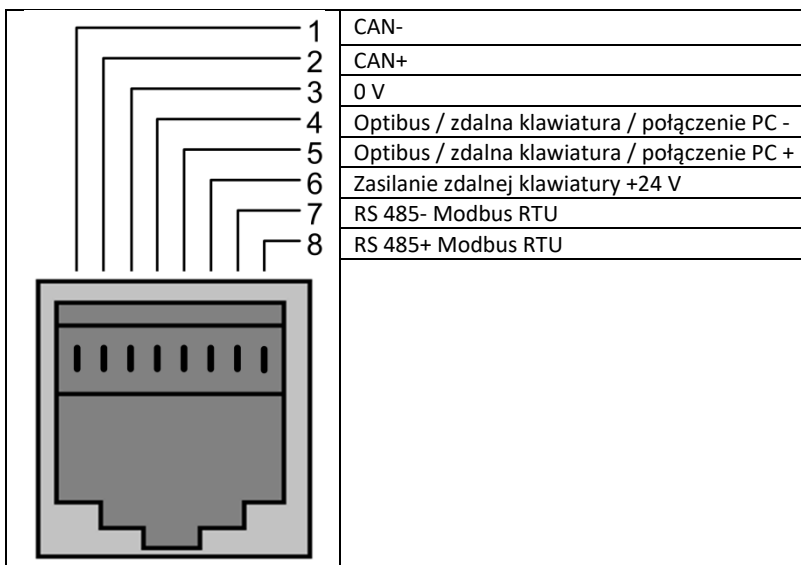 1 CAN-
2 CAN+
3 0 V
4 Optibus / zdalna klawiatura / połączenie PC -
5 Optibus / zdalna klawiatura / połączenie PC +
6 Zasilanie zdalnej klawiatury +24 V
7 RS 485- Modbus RTU
8 RS 485+ Modbus RTU